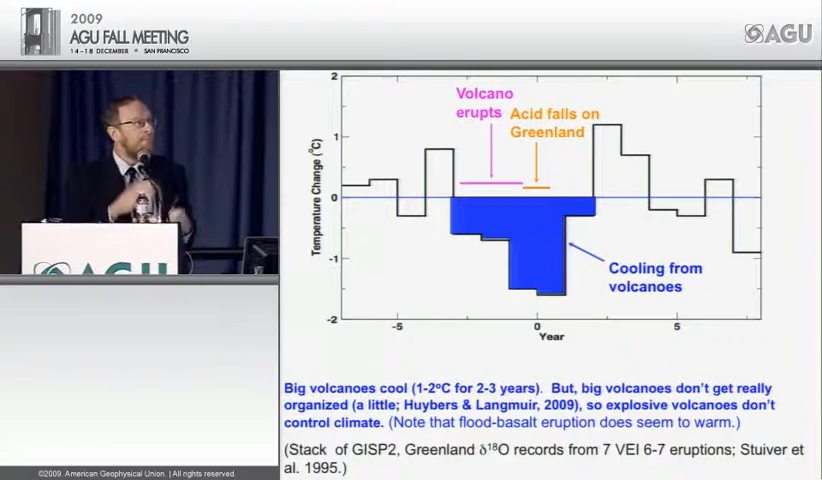 2009
AGU FALL MEETING
14–18 DECEMBER • SAN FRANCISCO
AGU
AGU
Temperature Change (°C)
2
1
0
-1
-2
Volcano
erupts
Acid falls on
Greenland
Cooling from
volcanoes
-5
0
5
Year
Big volcanoes cool (1-2°C for 2-3 years). But, big volcanoes don't get really
organized (a little; Huybers & Langmuir, 2009), so explosive volcanoes don't
control climate. (Note that flood-basalt eruption does seem to warm.)
(Stack of GISP2, Greenland δ¹⁸O records from 7 VEI 6-7 eruptions; Stuiver et
al. 1995.)
©2009. American Geophysical Union. | All rights reserved.